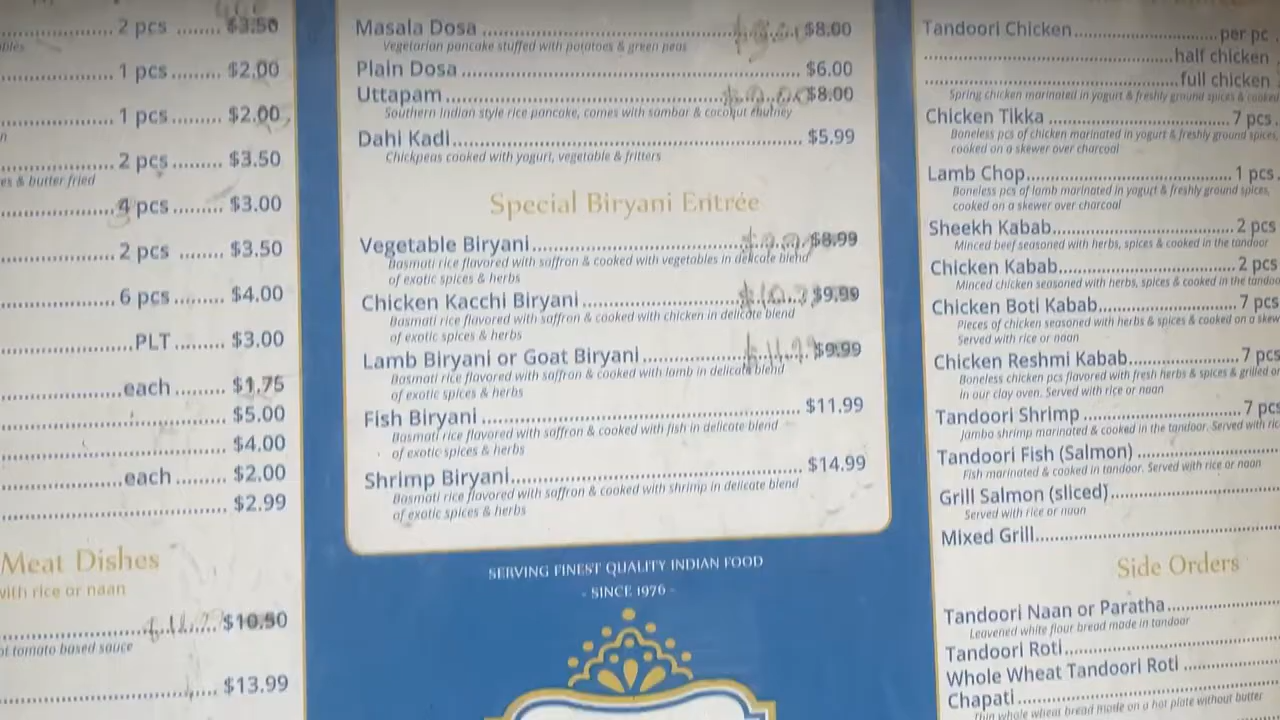 2 pcs ........ $3.50
1 pcs ........ $2.00
1 pcs ........ $2.00
2 pcs ........ $3.50
es & butter fried
4 pcs ......... $3.00
2 pcs ......... $3.50
6 pcs ......... $4.00
PLT ......... $3.00
each ........ $1.75
$5.00
$4.00
each ........ $2.00
$2.99
Meat Dishes
with rice or naan
$10.50
ot tomato based sauce
$13.99
Masala Dosa $8.00
Vegetarian pancake stuffed with potatoes & green peas
Plain Dosa $6.00
Uttapam $8.00
Southern Indian style rice pancake, comes with sambar & coconut chutney
Dahi Kadi $5.99
Chickpeas cooked with yogurt, vegetable & fritters
Special Biryani Entrée
Vegetable Biryani $8.99
Basmati rice flavored with saffron & cooked with vegetables in delicate blend
of exotic spices & herbs
Chicken Kacchi Biryani $9.99
Basmati rice flavored with saffron & cooked with chicken in delicate blend
of exotic spices & herbs
Lamb Biryani or Goat Biryani $9.99
Basmati rice flavored with saffron & cooked with lamb in delicate blend
of exotic spices & herbs
Fish Biryani $11.99
Basmati rice flavored with saffron & cooked with fish in delicate blend
of exotic spices & herbs
Shrimp Biryani $14.99
Basmati rice flavored with saffron & cooked with shrimp in delicate blend
of exotic spices & herbs
SERVING FINEST QUALITY INDIAN FOOD
- SINCE 1976 -
Tandoori Chicken per pc
half chicken
full chicken
Spring chicken marinated in yogurt & freshly ground spices & cooked
Chicken Tikka 7 pcs
Boneless pcs of chicken marinated in yogurt & freshly ground spices,
cooked on a skewer over charcoal
Lamb Chop 1 pcs
Boneless pcs of lamb marinated in yogurt & freshly ground spices,
cooked on a skewer over charcoal
Sheekh Kabab 2 pcs
Minced beef seasoned with herbs, spices & cooked in the tandoor
Chicken Kabab 2 pcs
Minced chicken seasoned with herbs, spices & cooked in the tandoo
Chicken Boti Kabab 7 pcs
Pieces of chicken seasoned with herbs & spices & cooked on a skew
Served with rice or naan
Chicken Reshmi Kabab 7 pcs
Boneless chicken pcs flavored with fresh herbs & spices & grilled or
in our clay oven. Served with rice or naan
Tandoori Shrimp 7 pcs
Jambo shrimp marinated & cooked in the tandoor. Served with ric
Tandoori Fish (Salmon)
Fish marinated & cooked in tandoor. Served with rice or naan
Grill Salmon (sliced)
Served with rice or naan
Mixed Grill
Side Orders
Tandoori Naan or Paratha
Leavened white flour bread made in tandoor
Tandoori Roti
Whole Wheat Tandoori Roti
Chapati
Thin whole wheat bread made on a hot plate without butter